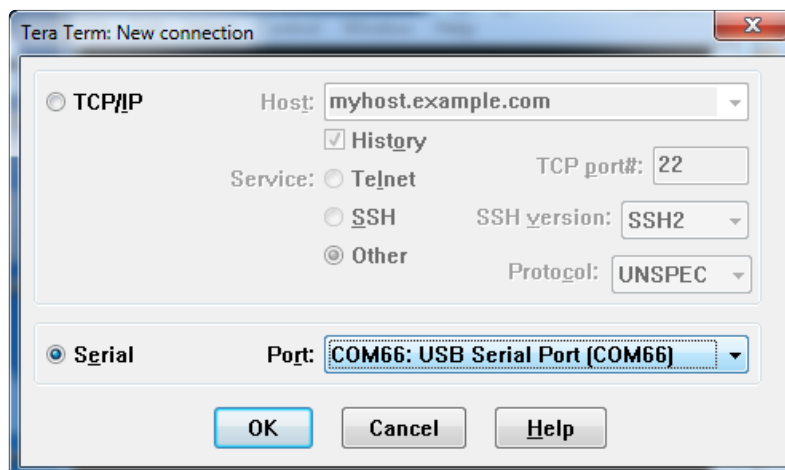 Tera Term: New connection
TCP/IP Host: myhost.example.com
History
Service: Telnet TCP port#: 22
SSH SSH version: SSH2
Other Protocol: UNSPEC
Serial Port: COM66: USB Serial Port (COM66)
OK Cancel Help